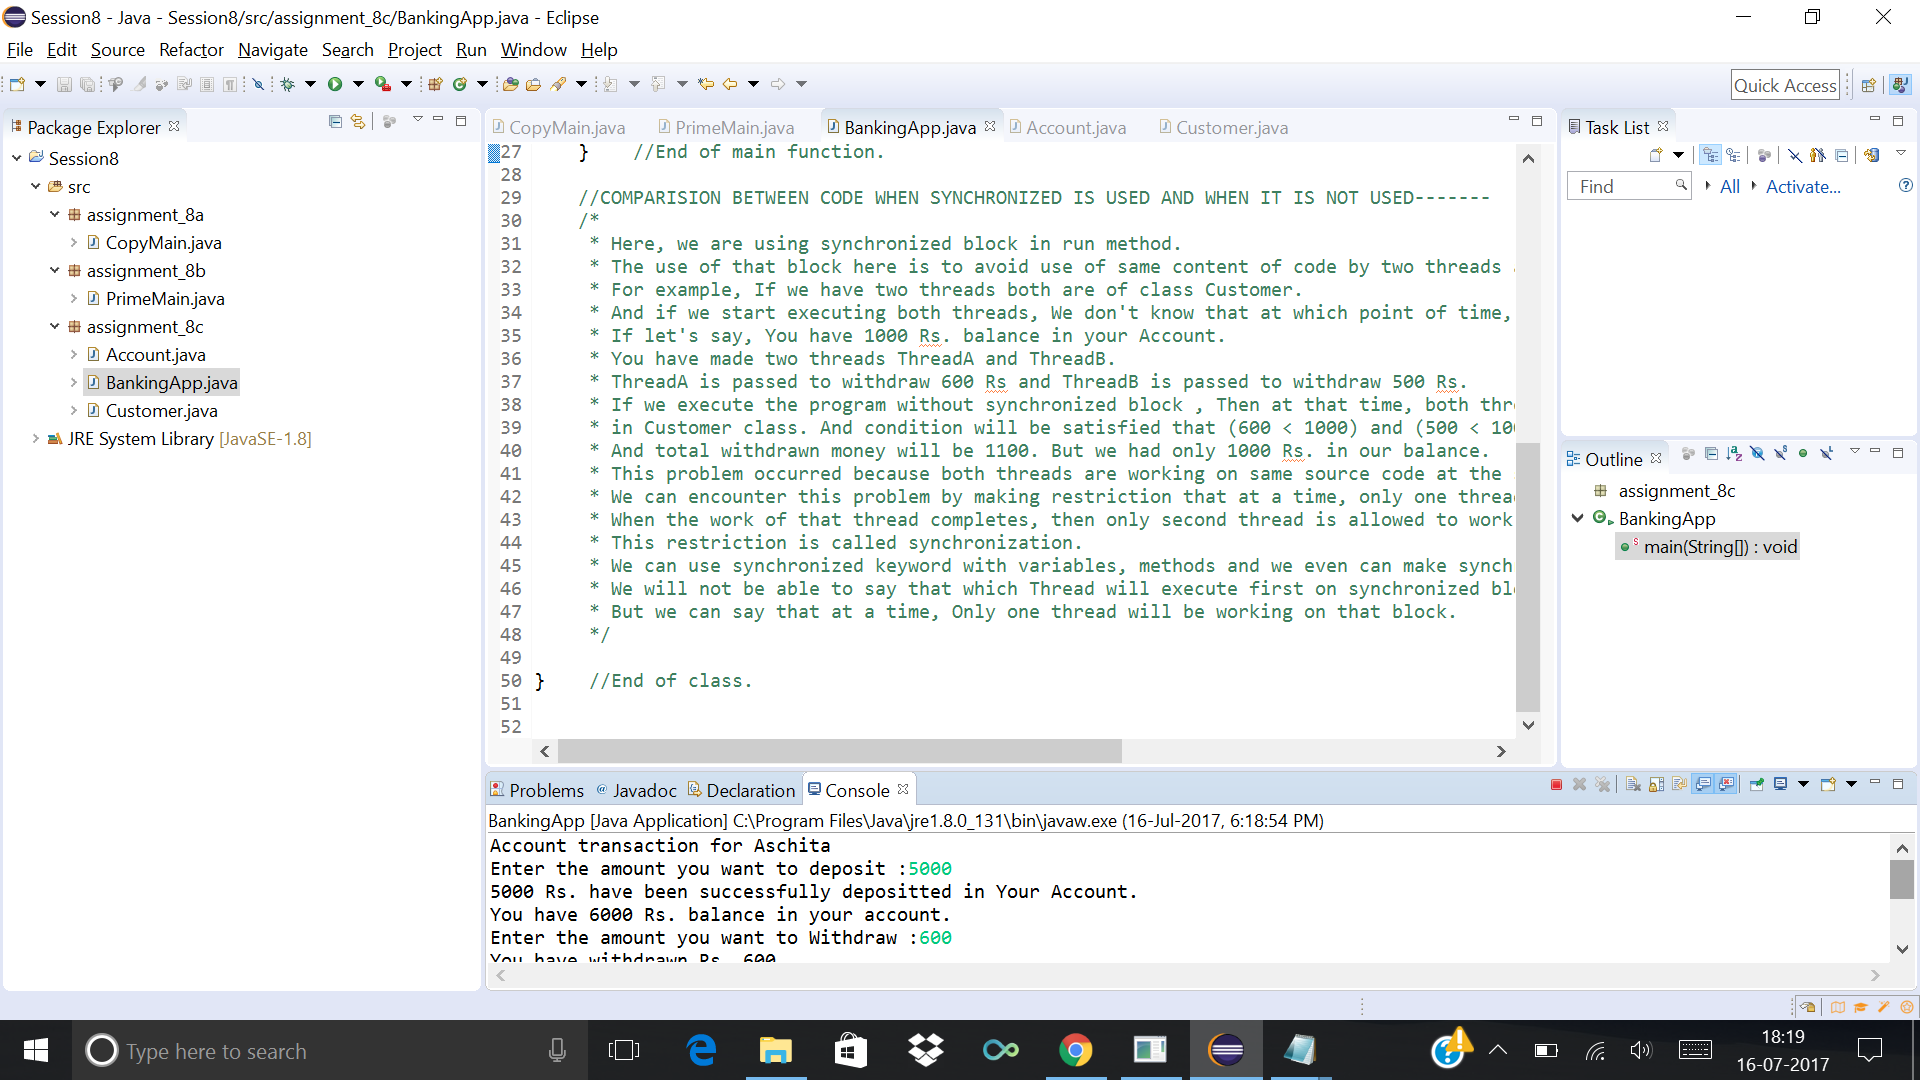 Session8 - Java - Session8/src/assignment_8c/BankingApp.java - Eclipse
File Edit Source Refactor Navigate Search Project Run Window Help
Quick Access
Package Explorer
Session8
src
assignment_8a
CopyMain.java
assignment_8b
PrimeMain.java
assignment_8c
Account.java
BankingApp.java
Customer.java
JRE System Library [JavaSE-1.8]
CopyMain.java PrimeMain.java BankingApp.java Account.java Customer.java
27 } //End of main function.
28
29 //COMPARISION BETWEEN CODE WHEN SYNCHRONIZED IS USED AND WHEN IT IS NOT USED-------
30 /*
31 * Here, we are using synchronized block in run method.
32 * The use of that block here is to avoid use of same content of code by two threads
33 * For example, If we have two threads both are of class Customer.
34 * And if we start executing both threads, We don't know that at which point of time,
35 * If let's say, You have 1000 Rs. balance in your Account.
36 * You have made two threads ThreadA and ThreadB.
37 * ThreadA is passed to withdraw 600 Rs and ThreadB is passed to withdraw 500 Rs.
38 * If we execute the program without synchronized block , Then at that time, both thr
39 * in Customer class. And condition will be satisfied that (600 < 1000) and (500 < 10
40 * And total withdrawn money will be 1100. But we had only 1000 Rs. in our balance.
41 * This problem occurred because both threads are working on same source code at the
42 * We can encounter this problem by making restriction that at a time, only one threa
43 * When the work of that thread completes, then only second thread is allowed to work
44 * This restriction is called synchronization.
45 * We can use synchronized keyword with variables, methods and we even can make synch
46 * We will not be able to say that which Thread will execute first on synchronized bl
47 * But we can say that at a time, Only one thread will be working on that block.
48 */
49
50 } //End of class.
51
52
Task List
Find All Activate...
Outline
assignment_8c
BankingApp
main(String[]) : void
Problems Javadoc Declaration Console
BankingApp [Java Application] C:\Program Files\Java\jre1.8.0_131\bin\javaw.exe (16-Jul-2017, 6:18:54 PM)
Account transaction for Aschita
Enter the amount you want to deposit :5000
5000 Rs. have been successfully depositted in Your Account.
You have 6000 Rs. balance in your account.
Enter the amount you want to Withdraw :600
You have withdrawn Rs. 600
Type here to search
18:19
16-07-2017